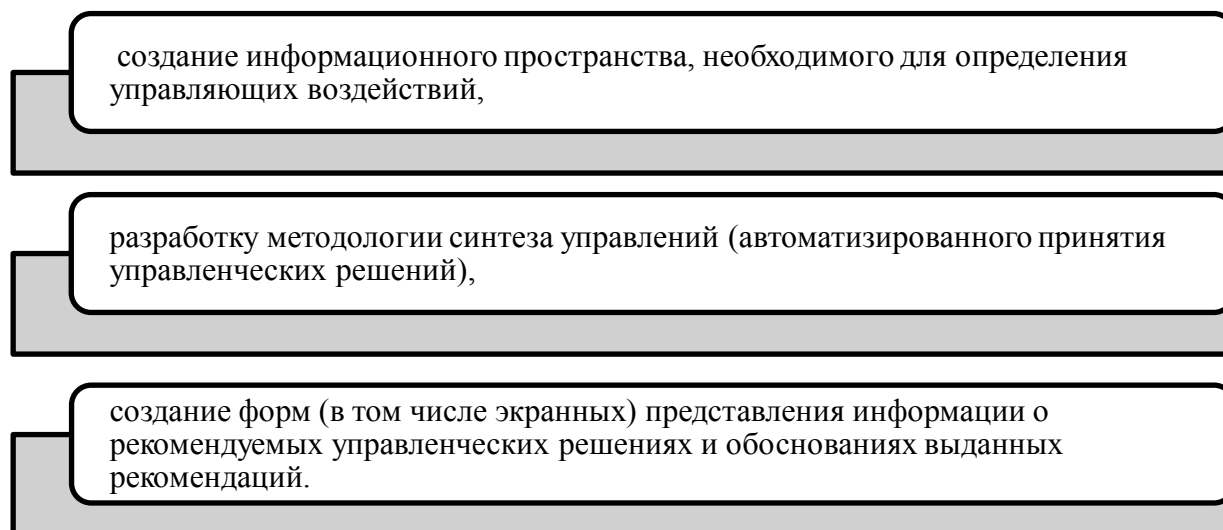 создание информационного пространства, необходимого для определения
управляющих воздействий,
разработку методологии синтеза управлений (автоматизированного принятия
управленческих решений),
создание форм (в том числе экранных) представления информации о
рекомендуемых управленческих решениях и обоснованиях выданных
рекомендаций.